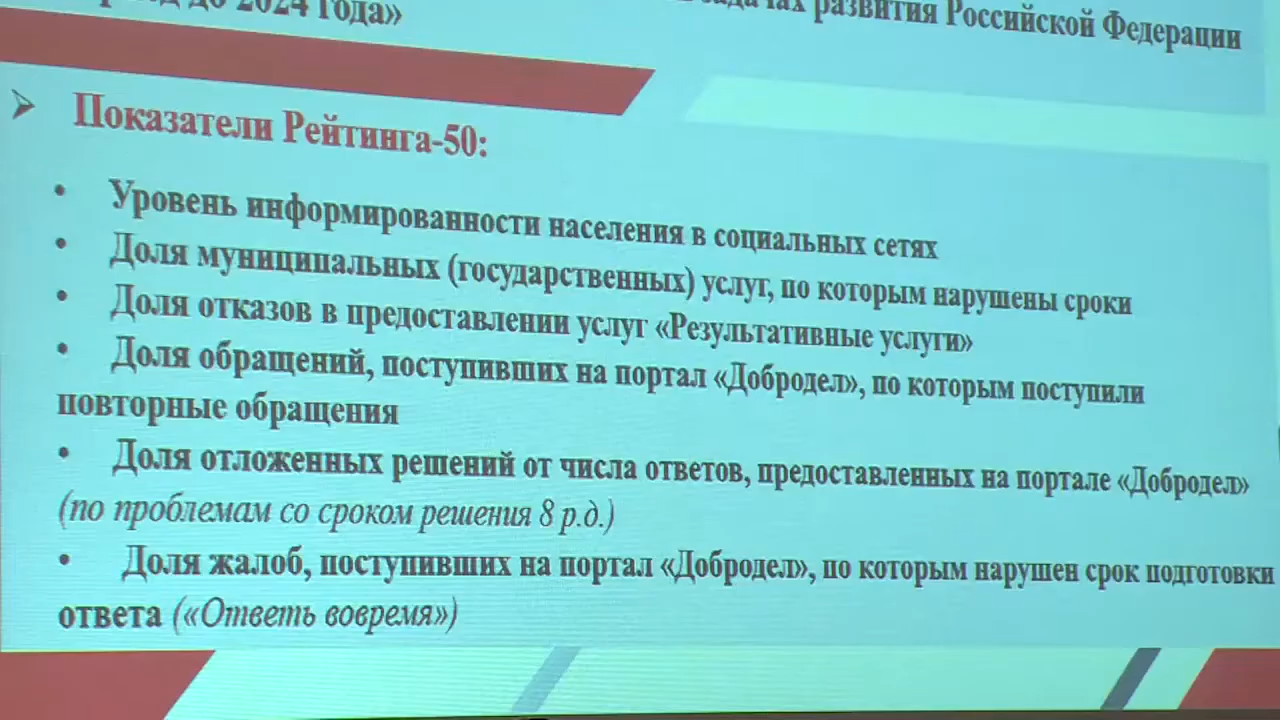 до 2024 года»
развития Российской Федерации
Показатели Рейтинга-50:
Уровень информированности населения в социальных сетях
Доля муниципальных (государственных) услуг, по которым нарушены сроки
Доля отказов в предоставлении услуг «Результативные услуги»
Доля обращений, поступивших на портал «Добродел», по которым поступили
повторные обращения
Доля отложенных решений от числа ответов, предоставленных на портале «Добродел»
(по проблемам со сроком решения 8 р.д.)
Доля жалоб, поступивших на портал «Добродел», по которым нарушен срок подготовки
ответа («Ответь вовремя»)